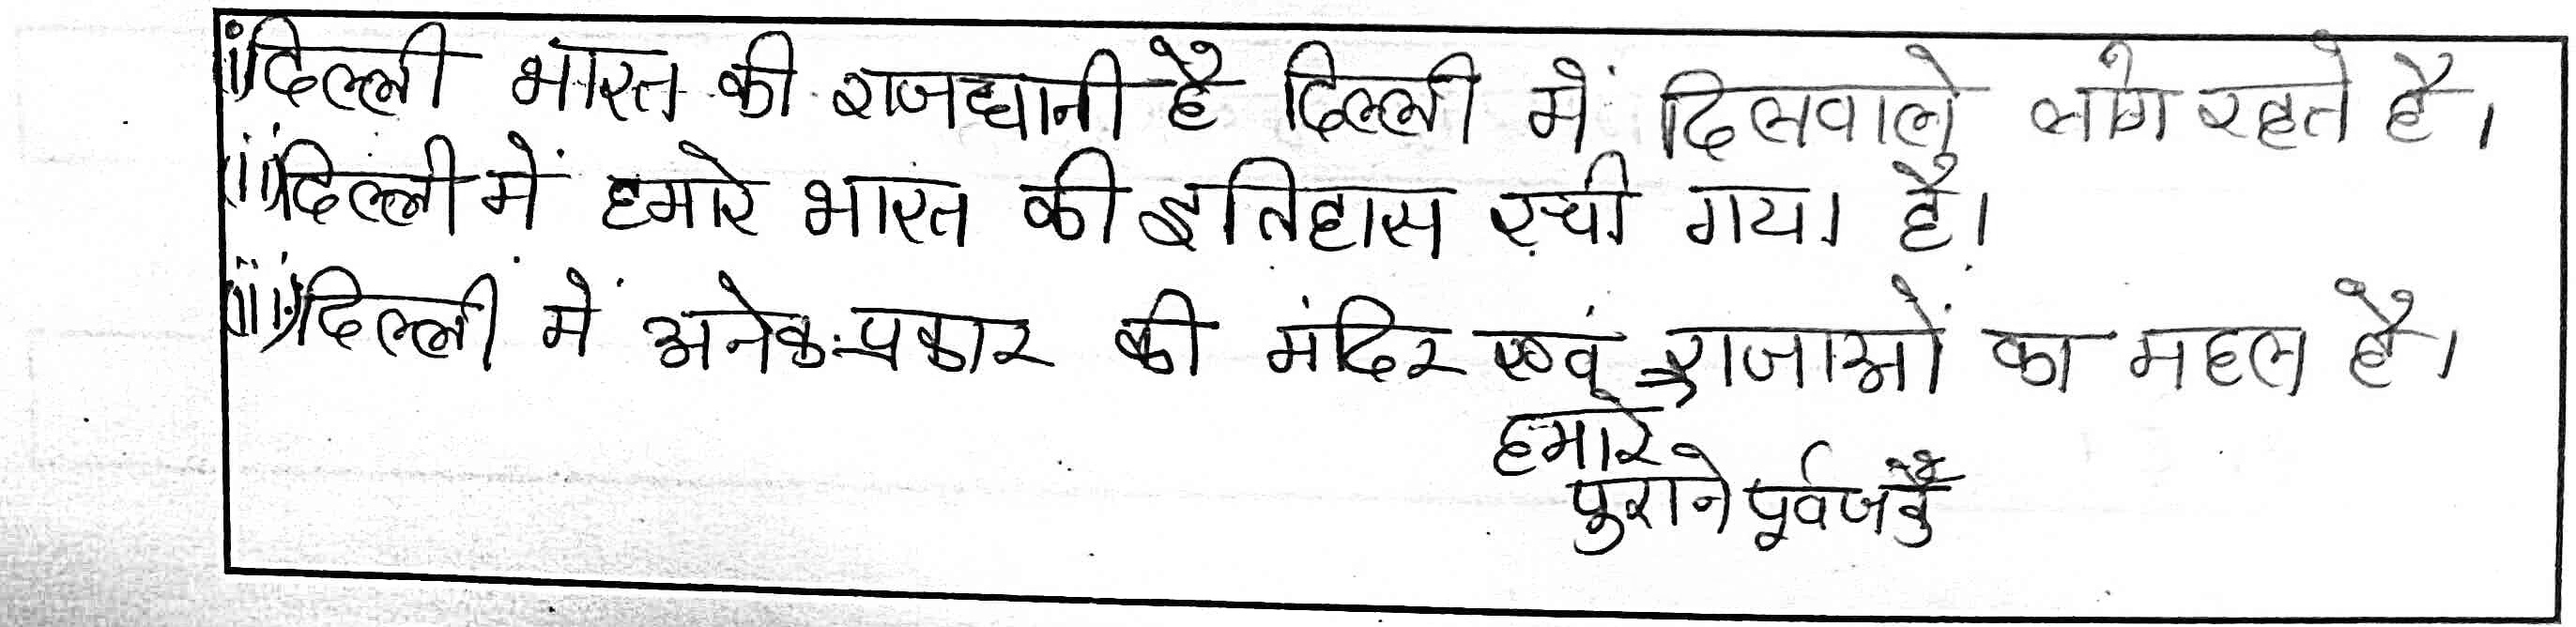 i)दिल्ली भारत की राजधानी है दिल्ली में दिलवाले लोग रहते है।
ii)दिल्ली में हमारे भारत की इतिहास रची गया है।
iii)दिल्ली में अनेक प्रकार की मंदिर एवं राजाओं का महल है।
हमारे
पुराने पूर्वज